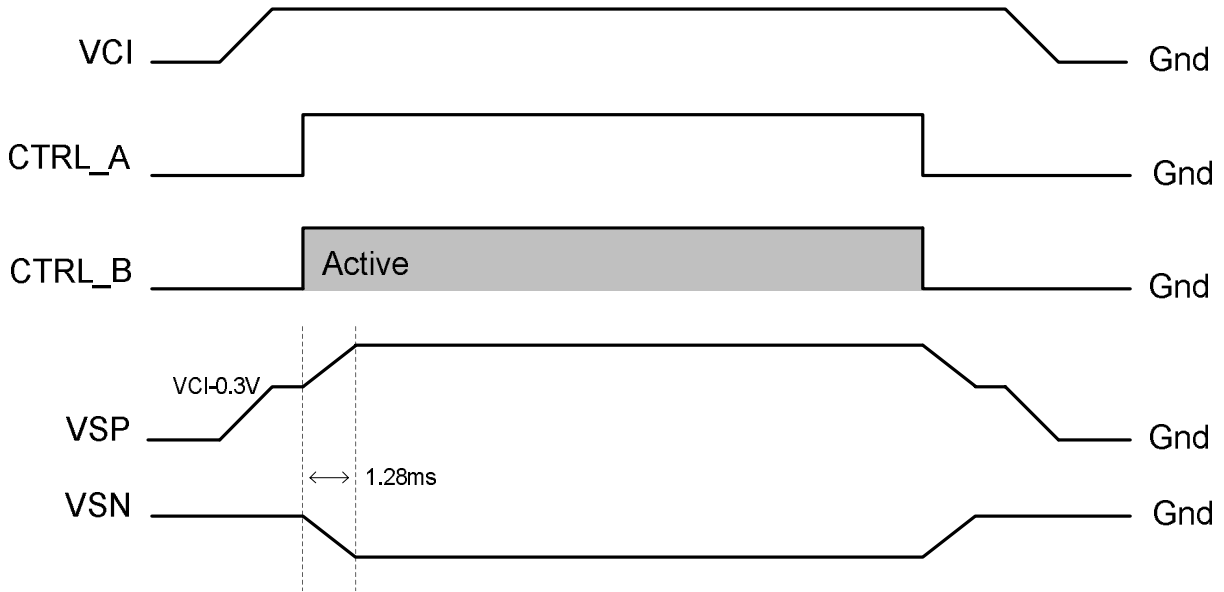 VCI
Gnd
CTRL_A
Gnd
CTRL_B
Active
Gnd
VCI-0.3V
VSP
Gnd
1.28ms
VSN
Gnd